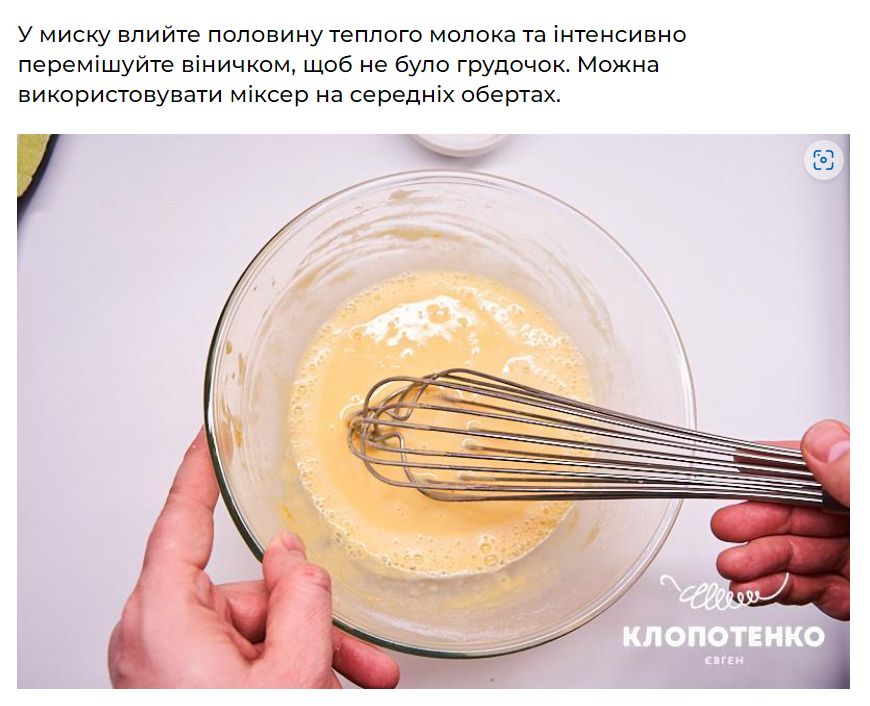 У миску влийте половину теплого молока та інтенсивно
перемішуйте віничком, щоб не було грудочок. Можна
використовувати міксер на середніх обертах.
КЛОПОТЕНКО
ЄВГЕН